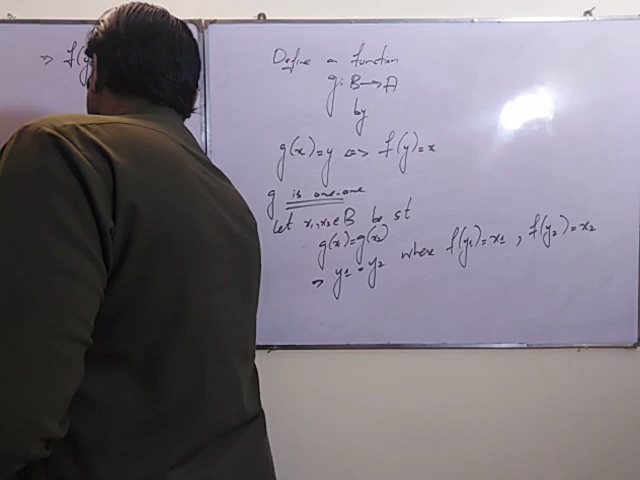 ⇒ f(y
Define a function
g: B→A
by
g(x)=y ⇔ f(y)=x
g is one-one
Let x1, x2 ∈ B be st
g(x1)=g(x2)
⇒ y1 = y2 where f(y1)=x1 , f(y2)=x2